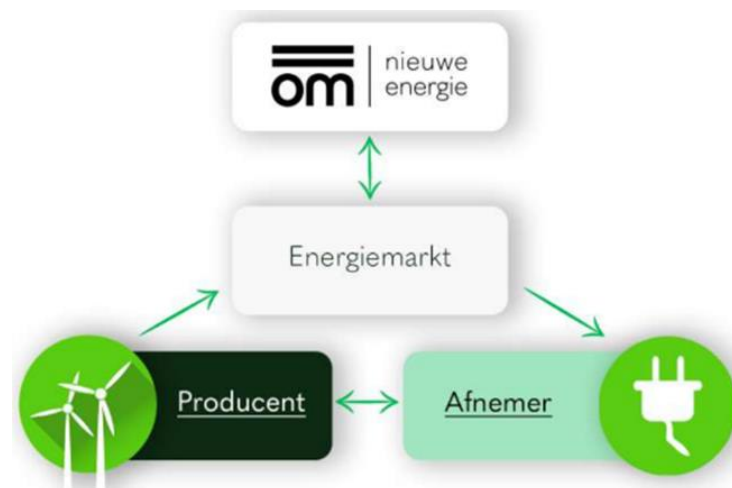 om
nieuwe
energie
Energiemarkt
Producent
Afnemer